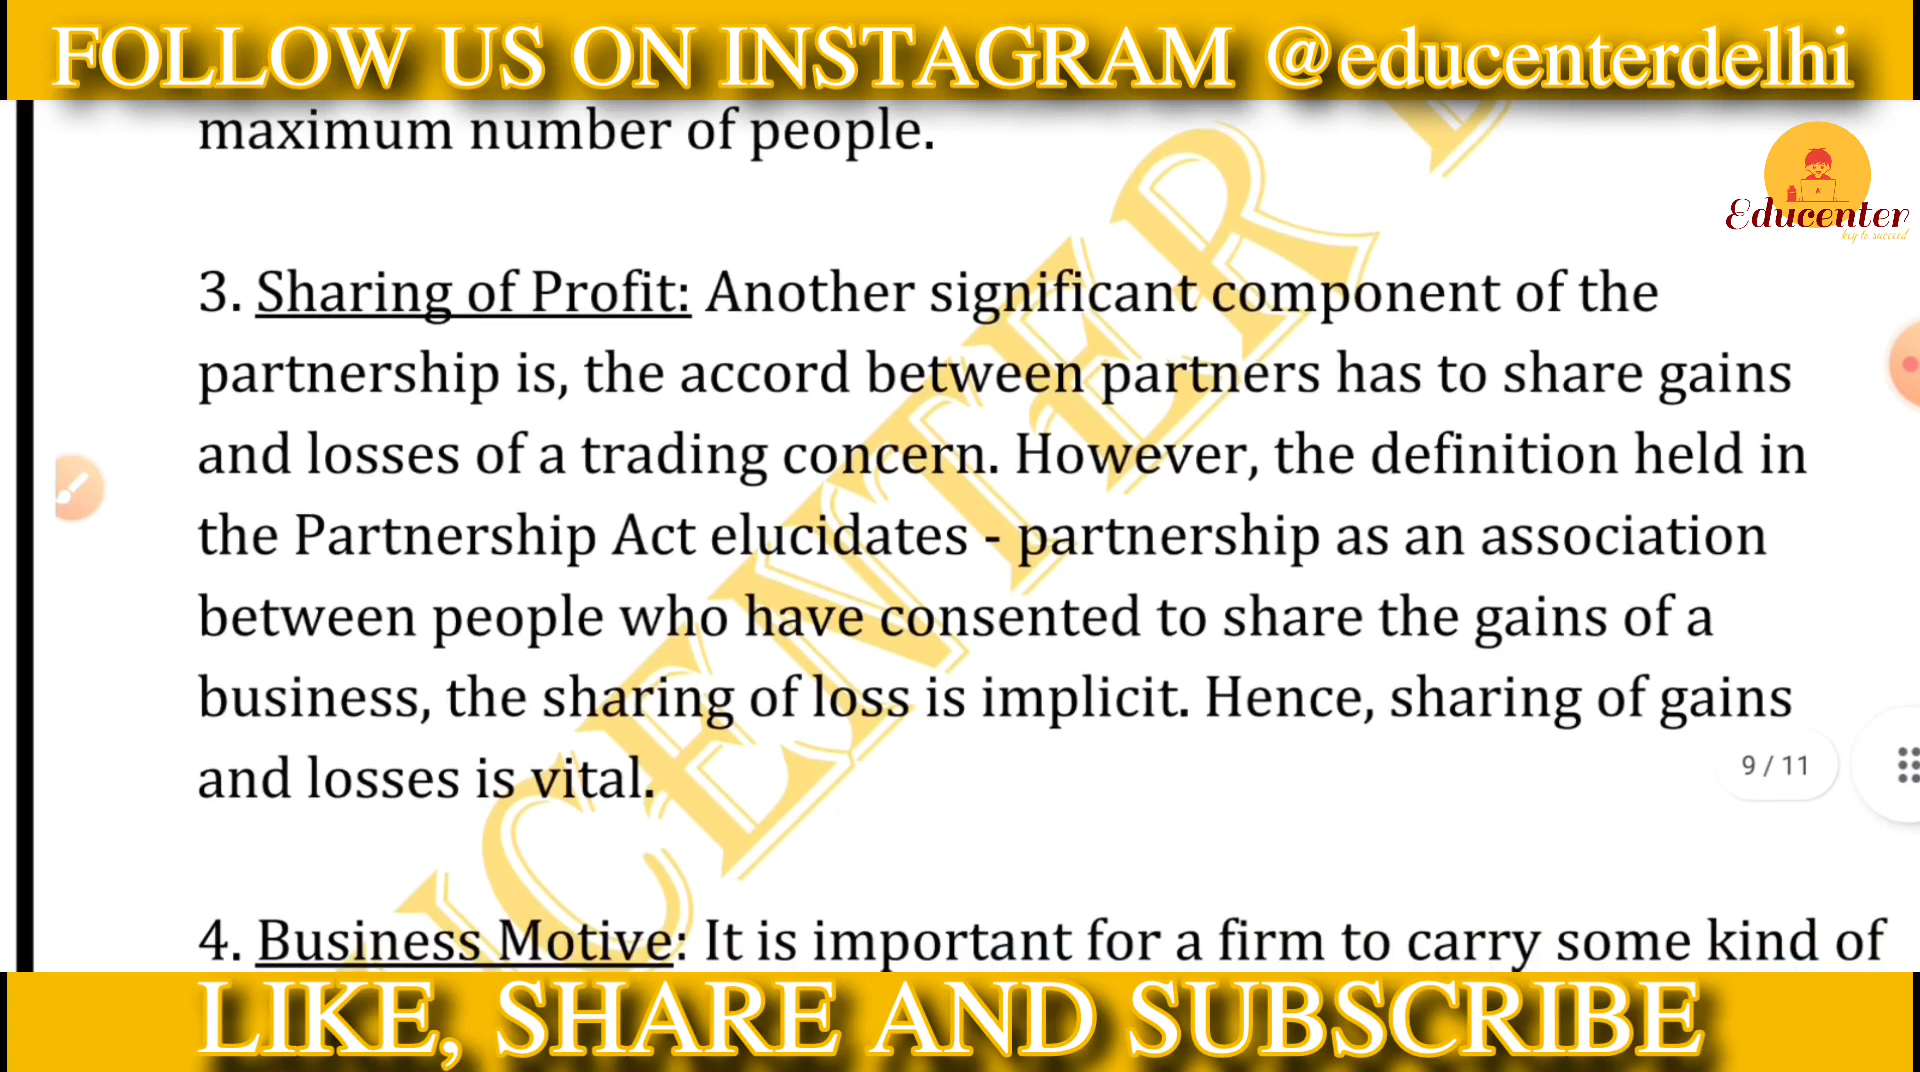 FOLLOW US ON INSTAGRAM @educenterdelhi
maximum number of people.
Educenter
key to succeed
3. Sharing of Profit: Another significant component of the
partnership is, the accord between partners has to share gains
and losses of a trading concern. However, the definition held in
the Partnership Act elucidates - partnership as an association
between people who have consented to share the gains of a
business, the sharing of loss is implicit. Hence, sharing of gains
and losses is vital.
9 / 11
4. Business Motive: It is important for a firm to carry some kind of
LIKE, SHARE AND SUBSCRIBE